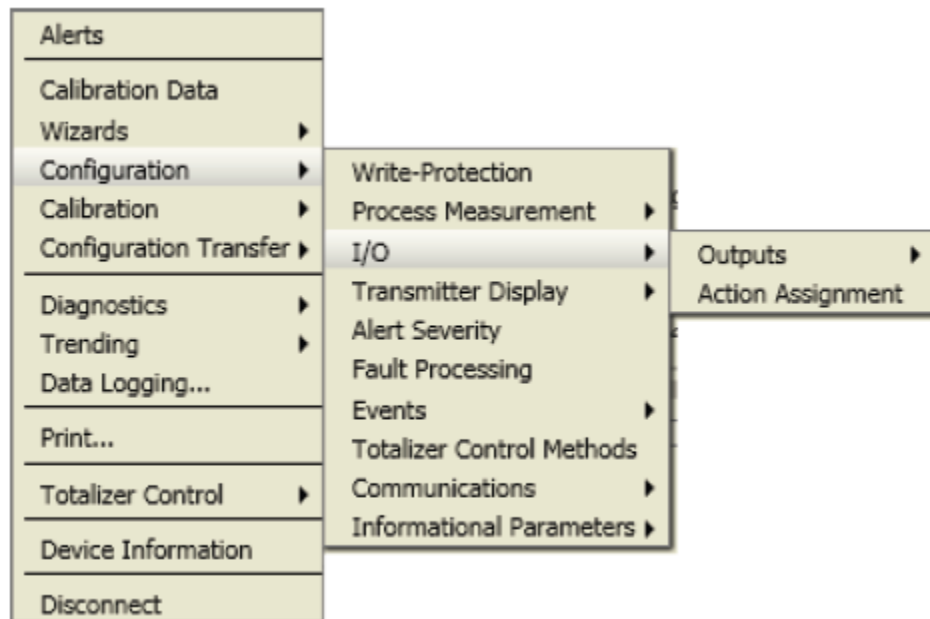 Alerts
Calibration Data
Wizards
Configuration
Calibration
Configuration Transfer
Diagnostics
Trending
Data Logging...
Print...
Totalizer Control
Device Information
Disconnect
Write-Protection
Process Measurement
I/O
Transmitter Display
Alert Severity
Fault Processing
Events
Totalizer Control Methods
Communications
Informational Parameters
Outputs
Action Assignment